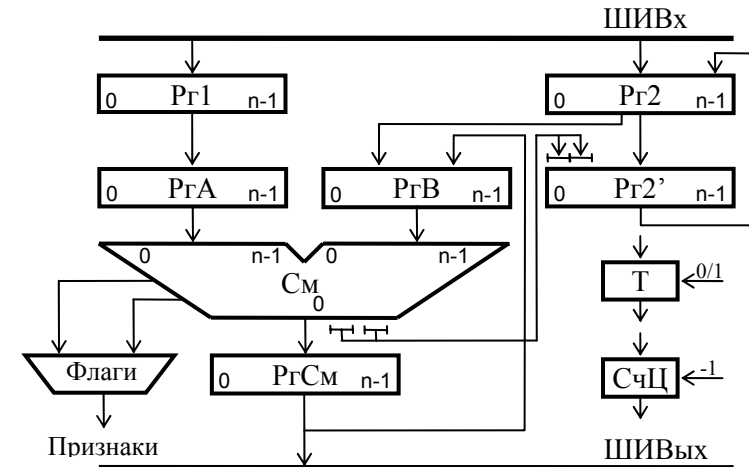 ШИВх
0 Рг1 n-1
0 Рг2 n-1
0 РгА n-1
0 РгВ n-1
0 Рг2’ n-1
0 n-1 0 n-1
См
0
Т 0/1
Флаги
0 РгСм n-1
СчЦ -1
Признаки
ШИВых